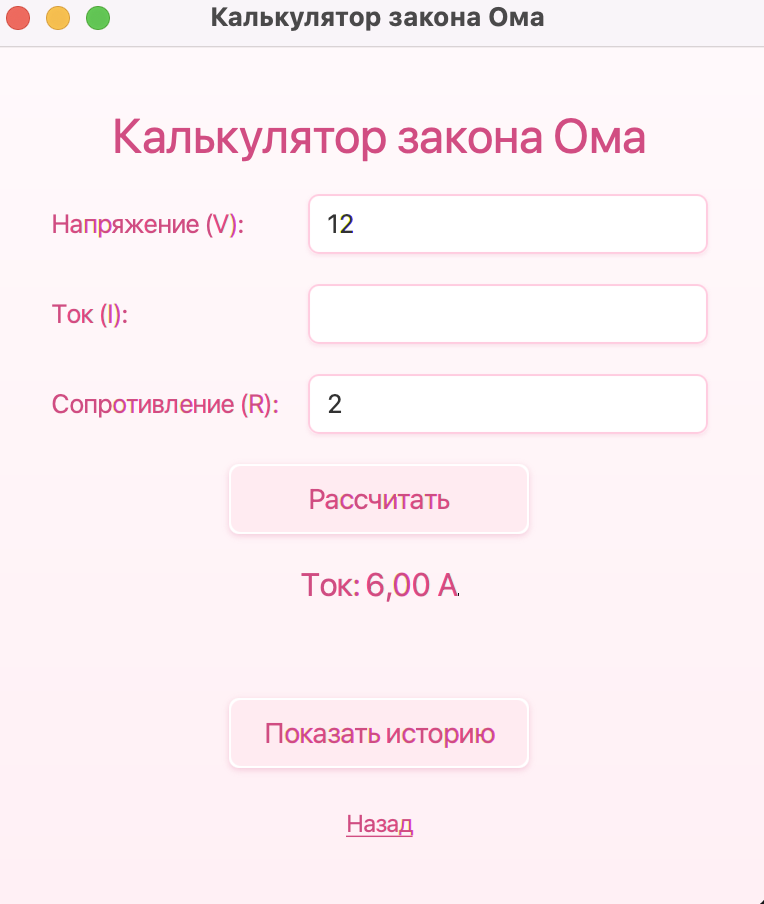 Калькулятор закона Ома
Калькулятор закона Ома
Напряжение (V):
12
Ток (I):
Сопротивление (R):
2
Рассчитать
Ток: 6,00 А
Показать историю
Назад